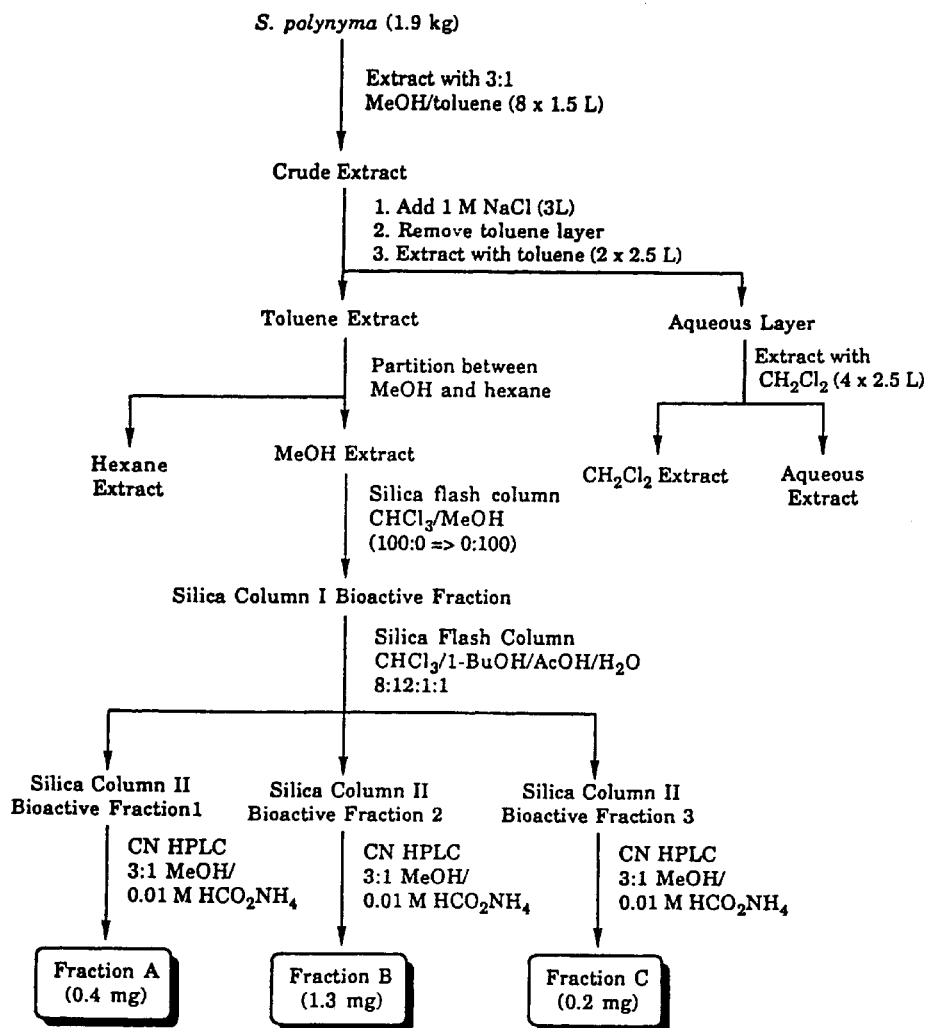 S. polynyma (1.9 kg)
Extract with 3:1
MeOH/toluene (8 x 1.5 L)
Crude Extract
1. Add 1 M NaCl (3L)
2. Remove toluene layer
3. Extract with toluene (2 x 2.5 L)
Toluene Extract
Aqueous Layer
Partition between
MeOH and hexane
Extract with
CH₂Cl₂ (4 x 2.5 L)
Hexane
Extract
MeOH Extract
CH₂Cl₂ Extract
Aqueous
Extract
Silica flash column
CHCl₃/MeOH
(100:0 => 0:100)
Silica Column I Bioactive Fraction
Silica Flash Column
CHCl₃/1-BuOH/AcOH/H₂O
8:12:1:1
Silica Column II
Bioactive Fraction1
Silica Column II
Bioactive Fraction 2
Silica Column II
Bioactive Fraction 3
CN HPLC
3:1 MeOH/
0.01 M HCO₂NH₄
CN HPLC
3:1 MeOH/
0.01 M HCO₂NH₄
CN HPLC
3:1 MeOH/
0.01 M HCO₂NH₄
Fraction A
(0.4 mg)
Fraction B
(1.3 mg)
Fraction C
(0.2 mg)